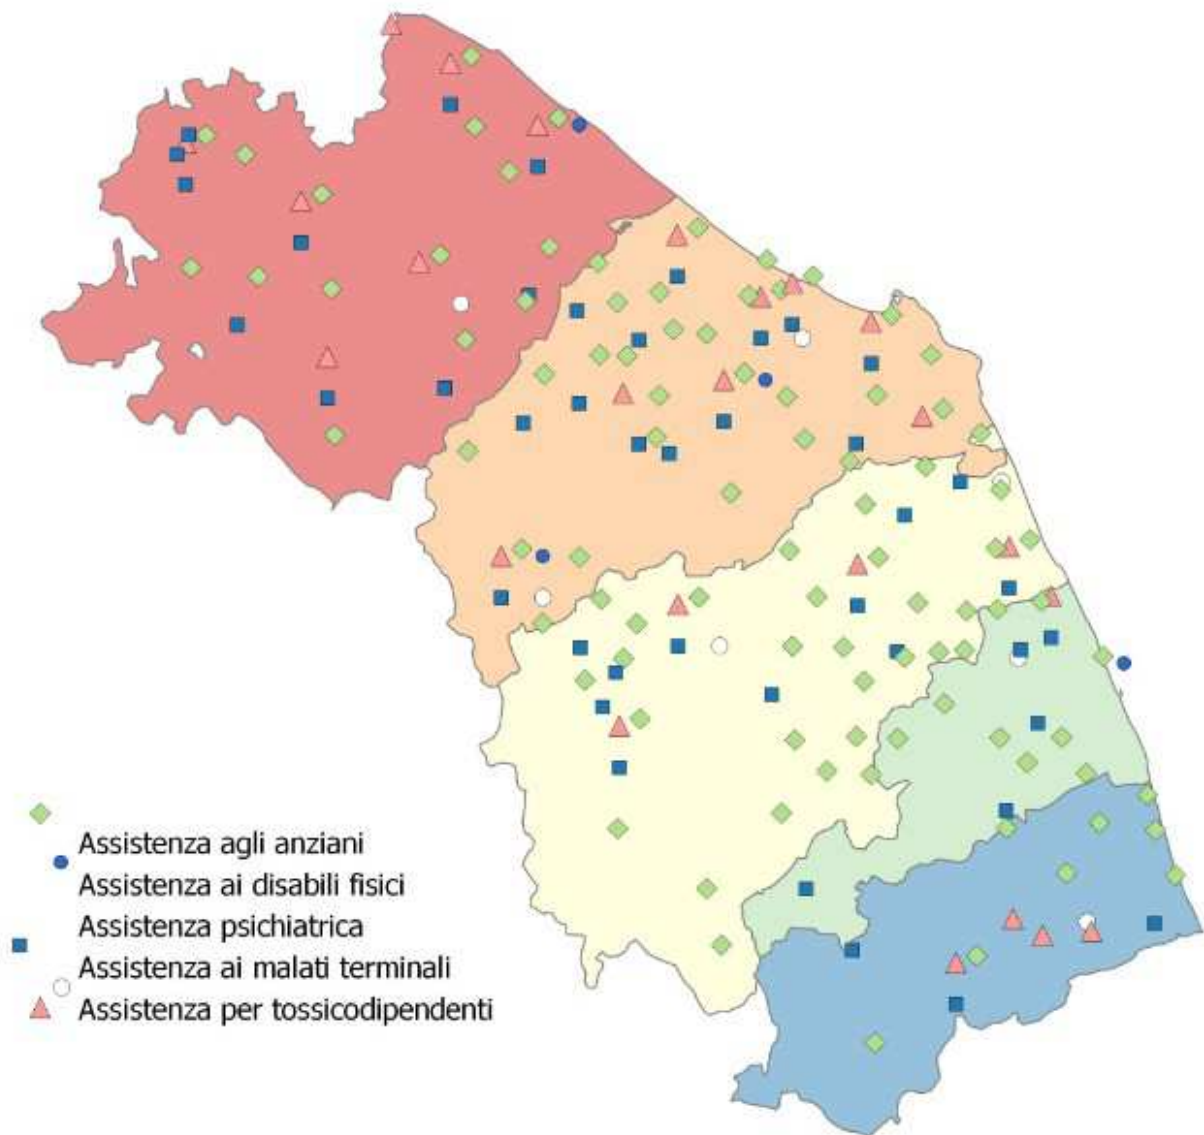 Assistenza agli anziani
Assistenza ai disabili fisici
Assistenza psichiatrica
Assistenza ai malati terminali
Assistenza per tossicodipendenti